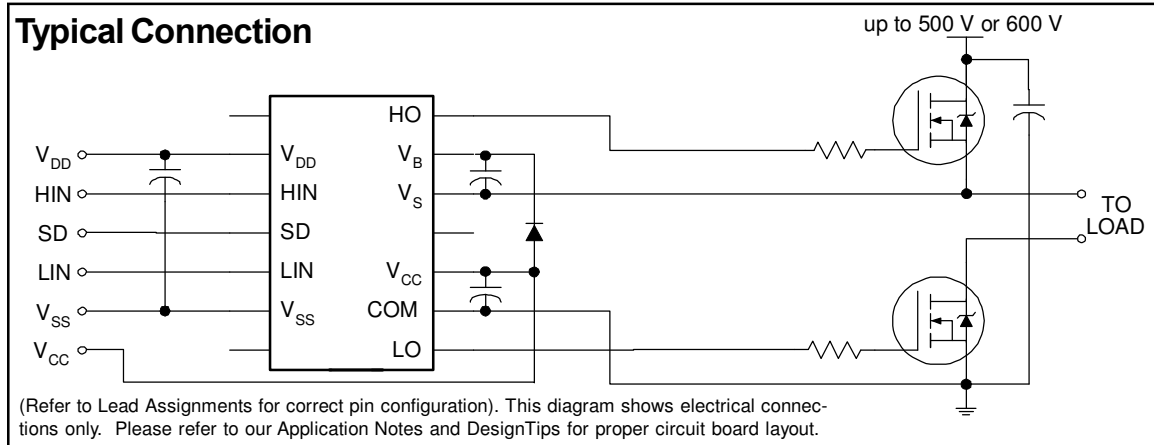 Typical Connection
up to 500 V or 600 V
HO
V_DD
V_DD
V_B
HIN
HIN
V_S
TO
LOAD
SD
SD
LIN
LIN
V_CC
V_SS
V_SS
COM
V_CC
LO
(Refer to Lead Assignments for correct pin configuration). This diagram shows electrical connec-
tions only. Please refer to our Application Notes and DesignTips for proper circuit board layout.